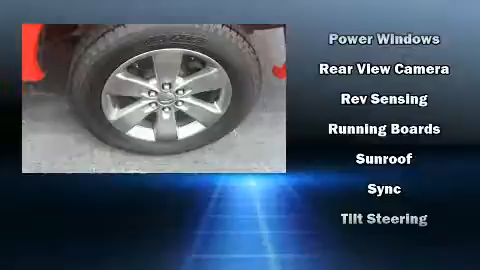 Power Windows
Rear View Camera
Rev Sensing
Running Boards
Sunroof
Sync
Tilt Steering